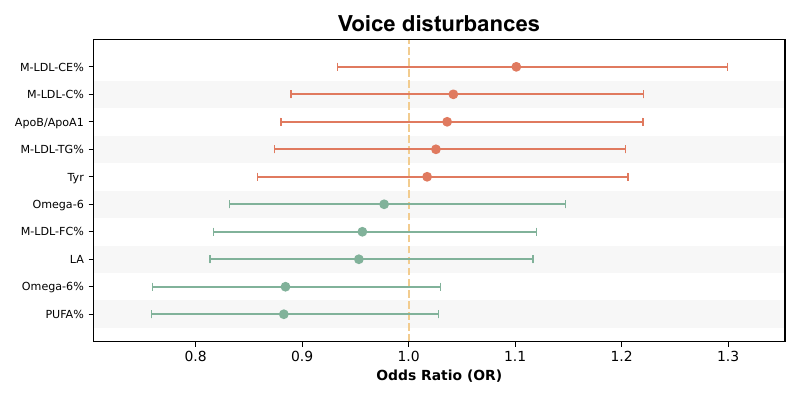 Voice disturbances
M-LDL-CE%
M-LDL-C%
ApoB/ApoA1
M-LDL-TG%
Tyr
Omega-6
M-LDL-FC%
LA
Omega-6%
PUFA%
0.8 0.9 1.0 1.1 1.2 1.3
Odds Ratio (OR)